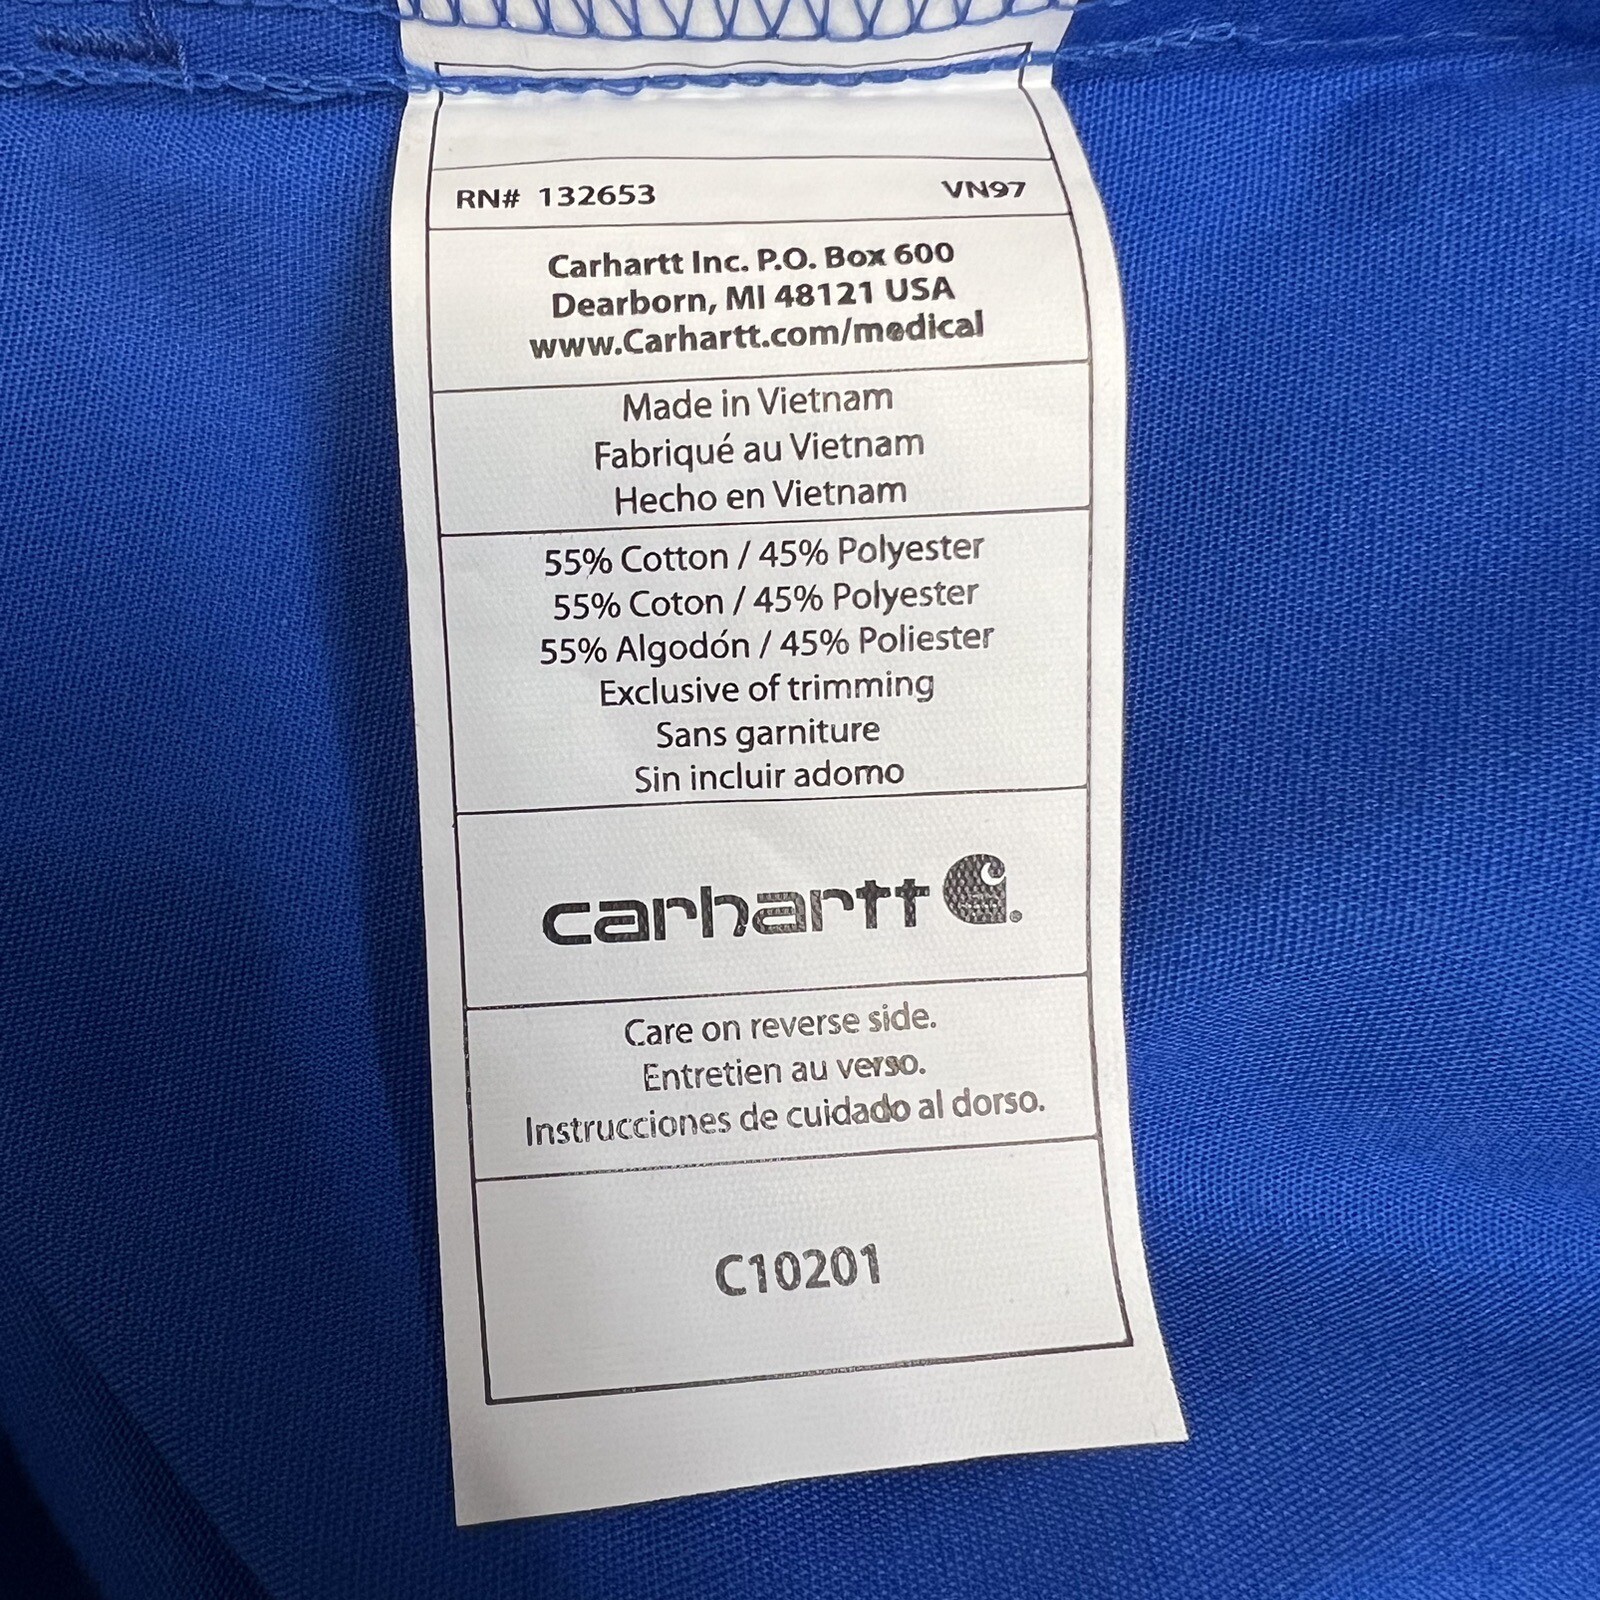 RN# 132653 VN97
Carhartt Inc. P.O. Box 600
Dearborn, MI 48121 USA
www.Carhartt.com/medical
Made in Vietnam
Fabriqué au Vietnam
Hecho en Vietnam
55% Cotton / 45% Polyester
55% Coton / 45% Polyester
55% Algodón / 45% Poliester
Exclusive of trimming
Sans garniture
Sin incluir adorno
carhartt
Care on reverse side.
Entretien au verso.
Instrucciones de cuidado al dorso.
C10201